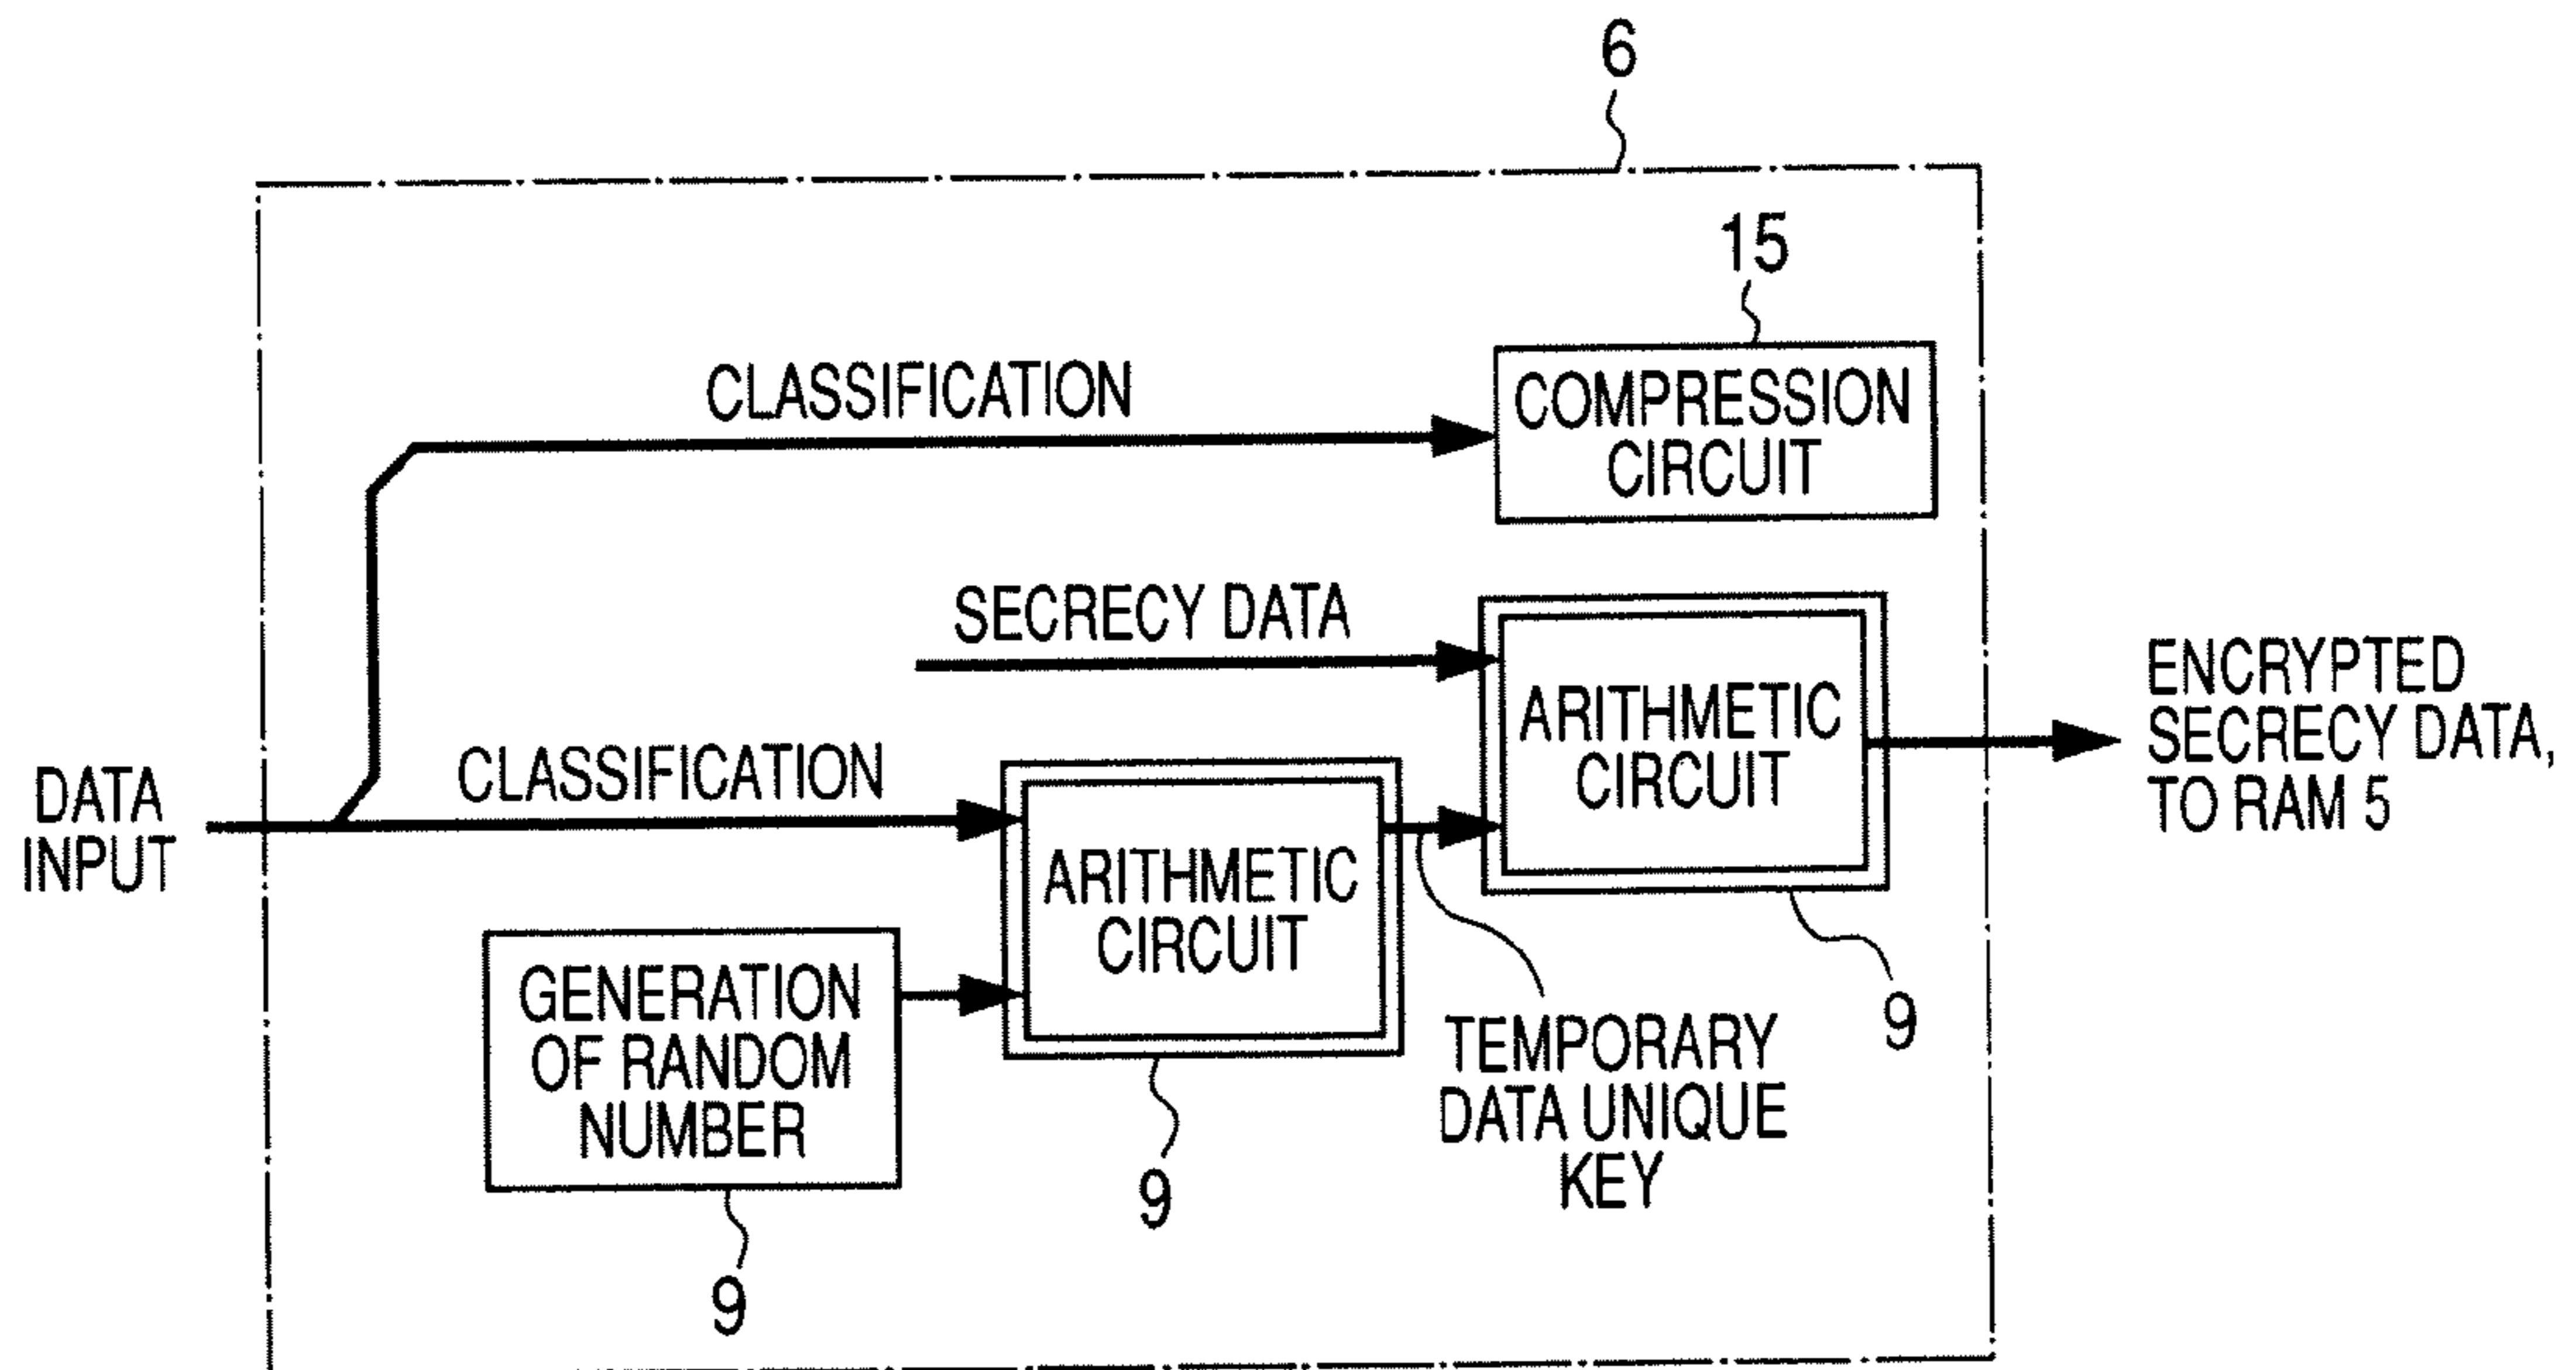 6
15
CLASSIFICATION
COMPRESSION
CIRCUIT
SECRECY DATA
ARITHMETIC
CIRCUIT
ENCRYPTED
SECRECY DATA,
TO RAM 5
DATA
INPUT
CLASSIFICATION
ARITHMETIC
CIRCUIT
GENERATION
OF RANDOM
NUMBER
TEMPORARY
DATA UNIQUE
KEY
9
9
9